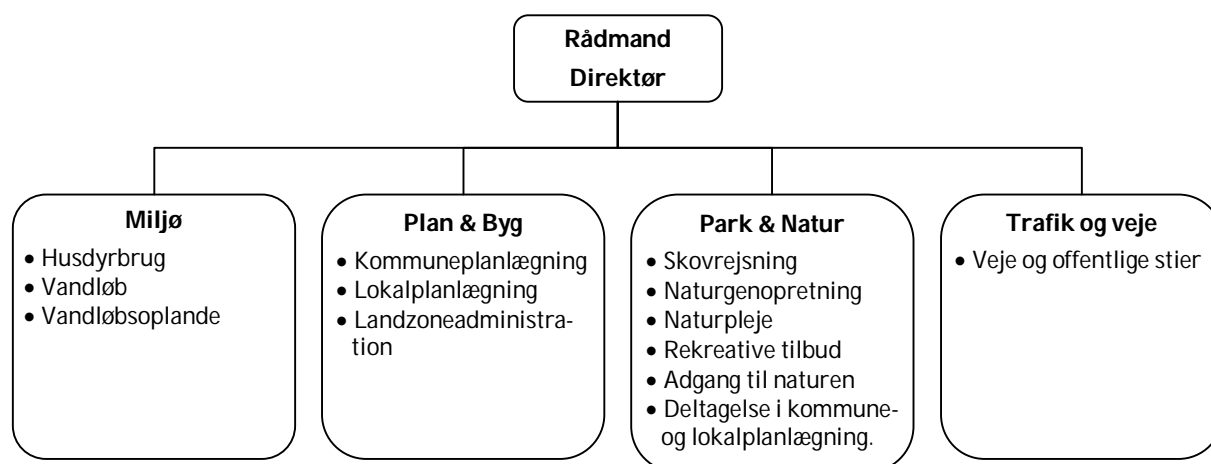 Rådmand
Direktør
Miljø
• Husdyrbrug
• Vandløb
• Vandløbsoplande
Plan & Byg
• Kommuneplanlægning
• Lokalplanlægning
• Landzoneadministra-
tion
Park & Natur
• Skovrejsning
• Naturgenopretning
• Naturpleje
• Rekreative tilbud
• Adgang til naturen
• Deltagelse i kommune-
og lokalplanlægning.
Trafik og veje
• Veje og offentlige stier